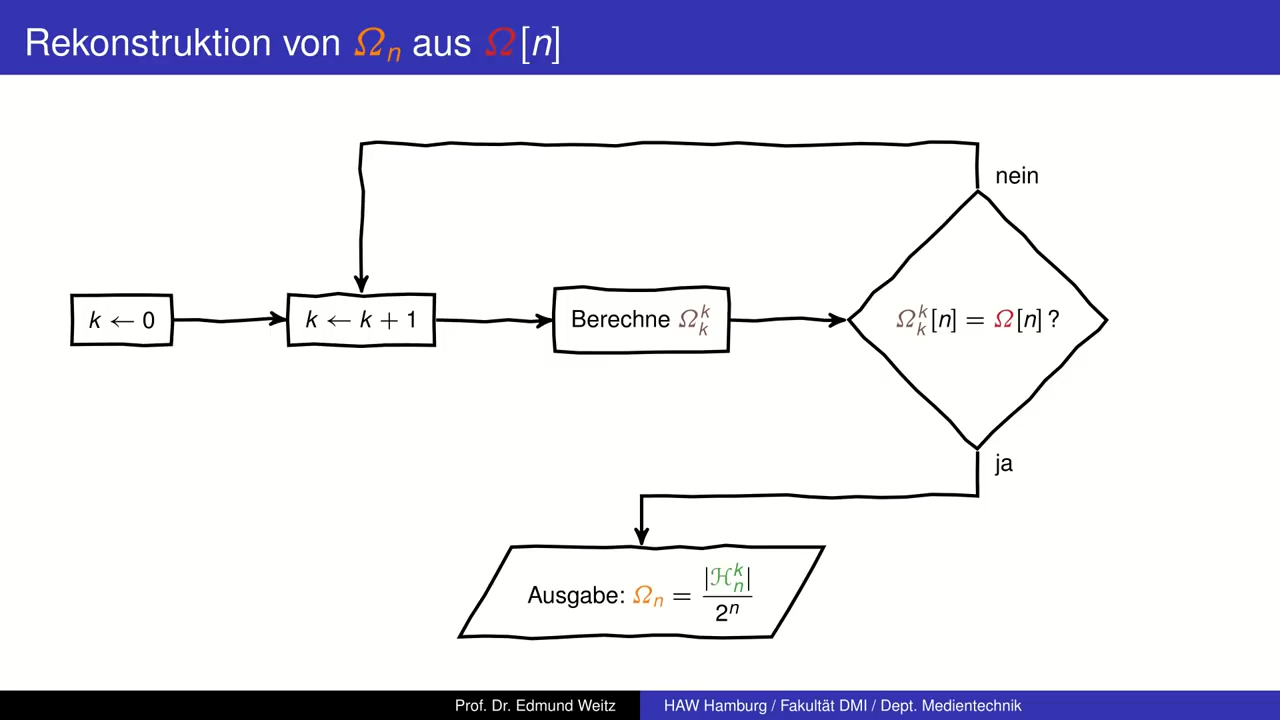 Rekonstruktion von Ωₙ aus Ω[n]
nein
k ← 0
k ← k + 1
Berechne Ωₖᵏ
Ωₖᵏ[n] = Ω[n] ?
ja
Ausgabe: Ωₙ = |ℋₙᵏ| / 2ⁿ
Prof. Dr. Edmund Weitz
HAW Hamburg / Fakultät DMI / Dept. Medientechnik